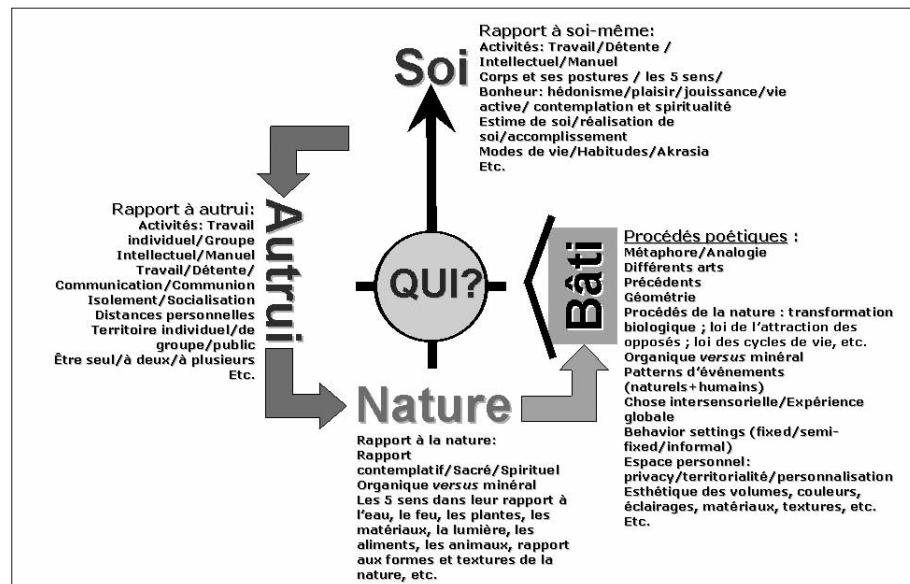 Soi
Rapport à soi-même:
Activités: Travail/Détente /
Intellectuel/Manuel
Corps et ses postures / les 5 sens/
Bonheur: hédonisme/plaisir/jouissance/vie
active/ contemplation et spiritualité
Estime de soi/réalisation de
soi/accomplissement
Modes de vie/Habitudes/Akrasia
Etc.
Autrui
Rapport à autrui:
Activités: Travail
individuel/Groupe
Intellectuel/Manuel
Travail/Détente/
Communication/Communion
Isolement/Socialisation
Distances personnelles
Territoire individuel/de
groupe/public
Être seul/à deux/à plusieurs
Etc.
QUI?
Nature
Rapport à la nature:
Rapport
contemplatif/Sacré/Spirituel
Organique versus minéral
Les 5 sens dans leur rapport à
l'eau, le feu, les plantes, les
matériaux, la lumière, les
aliments, les animaux, rapport
aux formes et textures de la
nature, etc.
Bâti
Procédés poétiques :
Métaphore/Analogie
Différents arts
Précédents
Géométrie
Procédés de la nature : transformation
biologique ; loi de l'attraction des
opposés ; loi des cycles de vie, etc.
Organique versus minéral
Patterns d'événements
(naturels+humains)
Chose intersensorielle/Expérience
globale
Behavior settings (fixed/semi-
fixed/informal)
Espace personnel:
privacy/territorialité/personnalisation
Esthétique des volumes, couleurs,
éclairages, matériaux, textures, etc.
Etc.